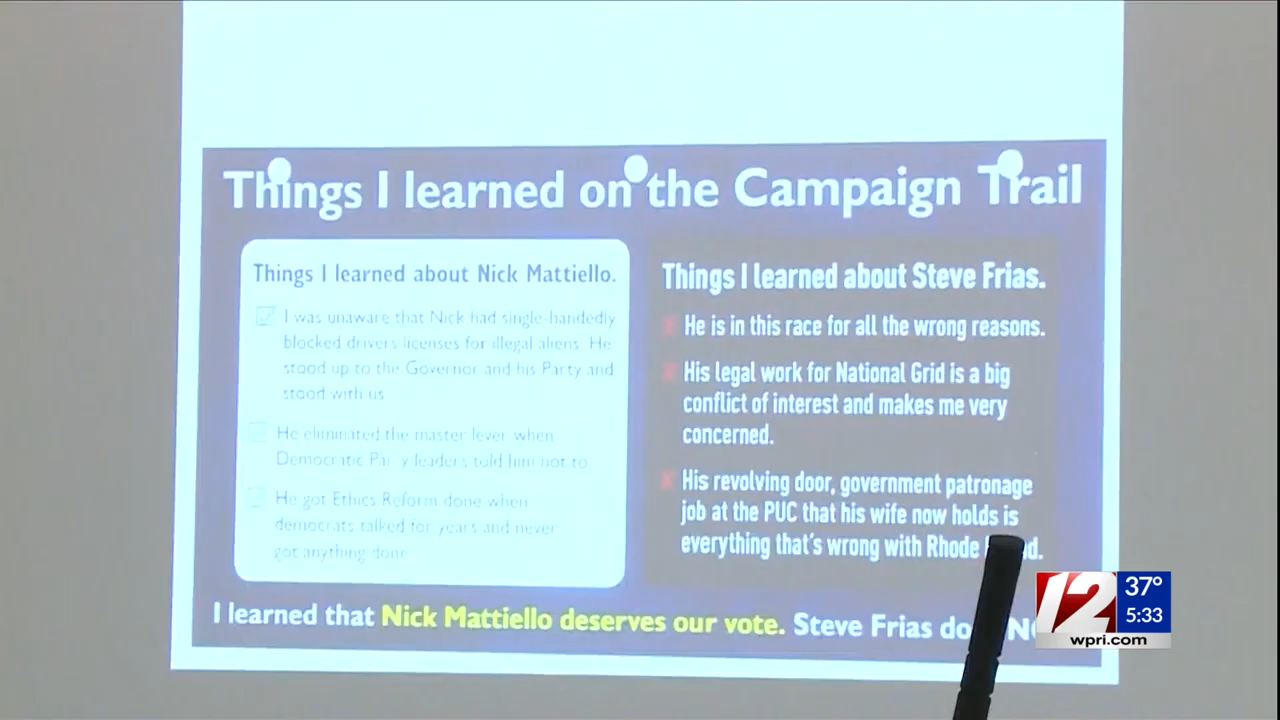 Things I learned on the Campaign Trail
Things I learned about Nick Mattiello.
I was unaware that Nick had single-handedly
blocked drivers licenses for illegal aliens. He
stood up to the Governor and his Party and
stood with us
He eliminated the master lever when
Democratic Party leaders told him not to
He got Ethics Reform done when
democrats talked for years and never
got anything done
Things I learned about Steve Frias.
He is in this race for all the wrong reasons.
His legal work for National Grid is a big
conflict of interest and makes me very
concerned.
His revolving door, government patronage
job at the PUC that his wife now holds is
everything that's wrong with Rhode
I learned that Nick Mattiello deserves our vote. Steve Frias
12
37°
5:33
wpri.com